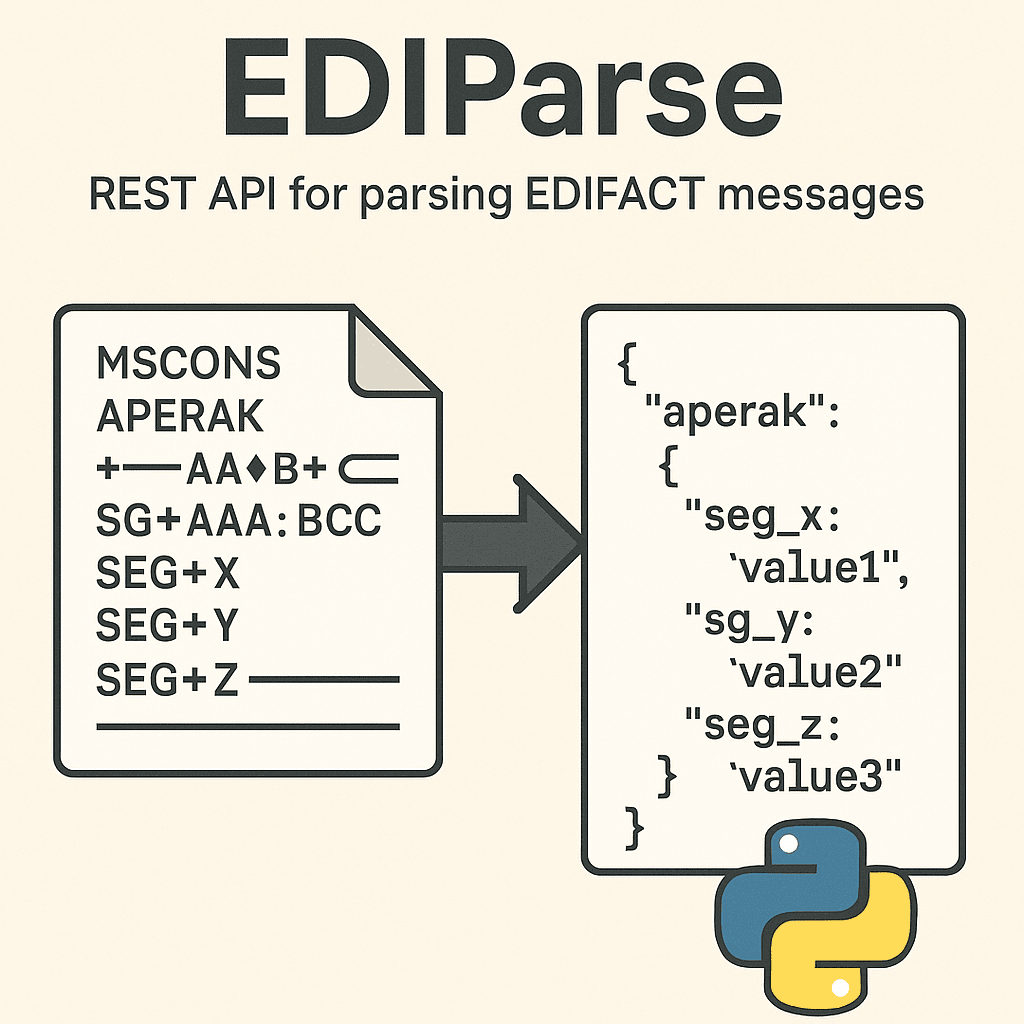 EDIParse
REST API for parsing EDIFACT messages
MSCONS
APERAK
+—AA♦B+⊂
SG+AAA:BCC
SEG+X
SEG+Y
SEG+Z
{
"aperak":
{
"seg_x:
`value1",
"sg_y:
`value2"
"seg_z:
} `value3"
}